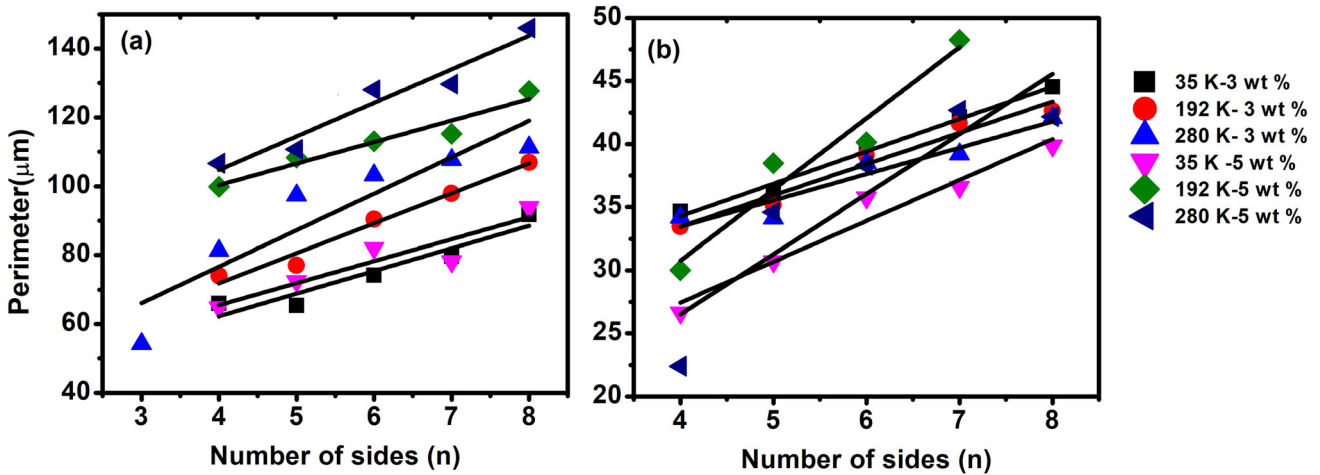 (a)
(b)
Perimeter(μm)
140
120
100
80
60
40
3 4 5 6 7 8
Number of sides (n)
50
45
40
35
30
25
20
4 5 6 7 8
Number of sides (n)
35 K-3 wt %
192 K- 3 wt %
280 K- 3 wt %
35 K -5 wt %
192 K-5 wt %
280 K-5 wt %